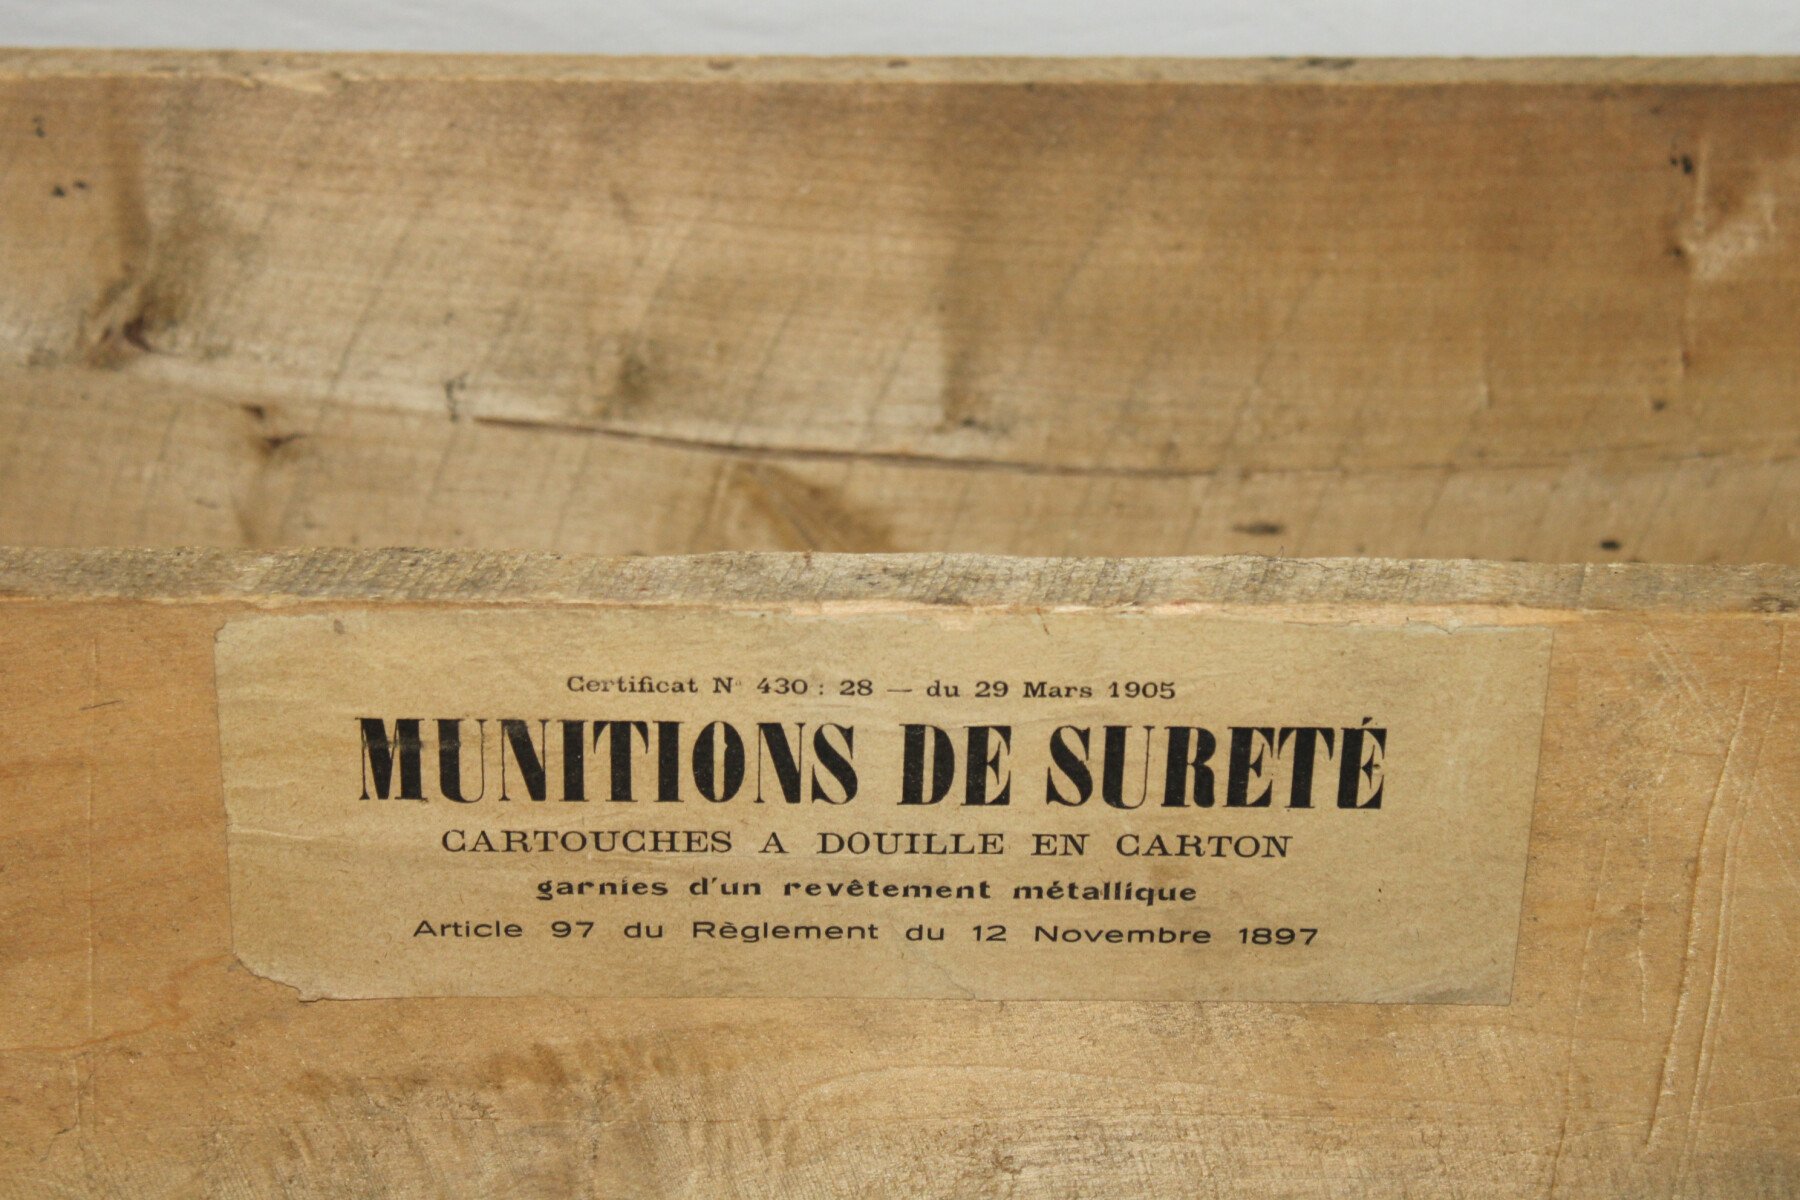 Certificat Nº 430 : 28 — du 29 Mars 1905
MUNITIONS DE SURETÉ
CARTOUCHES A DOUILLE EN CARTON
garnies d'un revêtement métallique
Article 97 du Règlement du 12 Novembre 1897